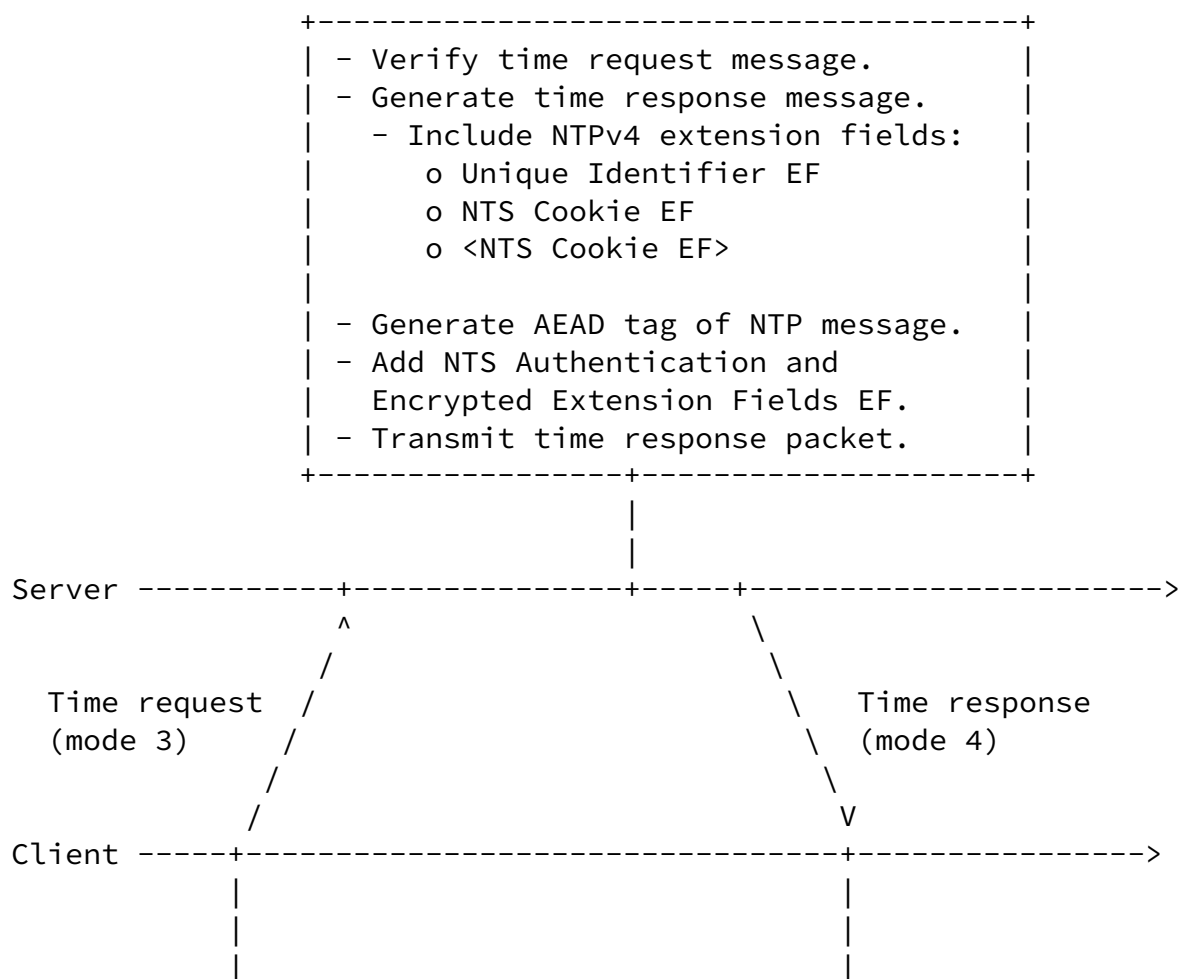 - Verify time request message.
- Generate time response message.
- Include NTPv4 extension fields:
o Unique Identifier EF
o NTS Cookie EF
o <NTS Cookie EF>
- Generate AEAD tag of NTP message.
- Add NTS Authentication and
Encrypted Extension Fields EF.
- Transmit time response packet.
Server
Time request
(mode 3)
Time response
(mode 4)
Client